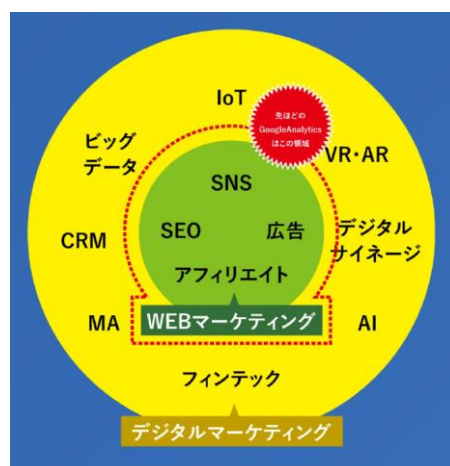 IoT
先ほどの
GoogleAnalytics
はこの領域
ビッグ
データ
VR・AR
SNS
SEO
広告
デジタル
サイネージ
CRM
アフィリエイト
MA
WEBマーケティング
AI
フィンテック
デジタルマーケティング